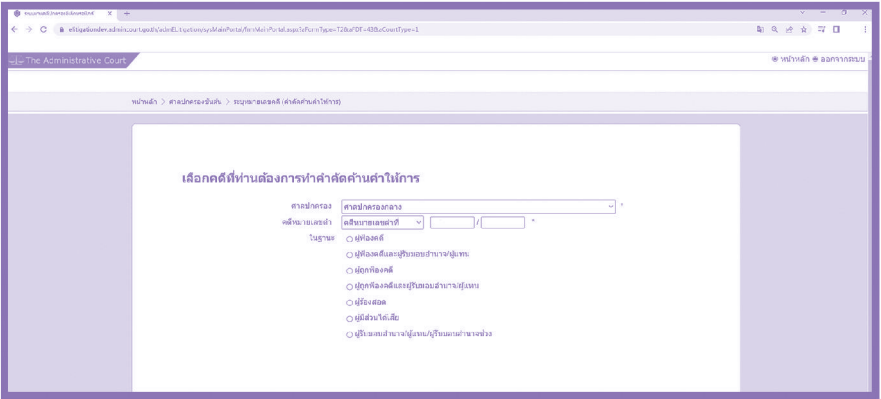 The Administrative Court
หน้าหลัก ออกจากระบบ
หน้าหลัก > ศาลปกครองชั้นต้น > ระบุหมายเลขคดี (คำคัดค้านคำให้การ)
เลือกคดีที่ท่านต้องการทำคำคัดค้านคำให้การ
ศาลปกครอง ศาลปกครองกลาง *
คดีหมายเลขดำ คดีหมายเลขดำที่ / *
ในฐานะ ผู้ฟ้องคดี
ผู้ฟ้องคดีและผู้รับมอบอำนาจ/ผู้แทน
ผู้ถูกฟ้องคดี
ผู้ถูกฟ้องคดีและผู้รับมอบอำนาจ/ผู้แทน
ผู้ร้องสอด
ผู้มีส่วนได้เสีย
ผู้รับมอบอำนาจ/ผู้แทน/ผู้รับมอบอำนาจช่วง